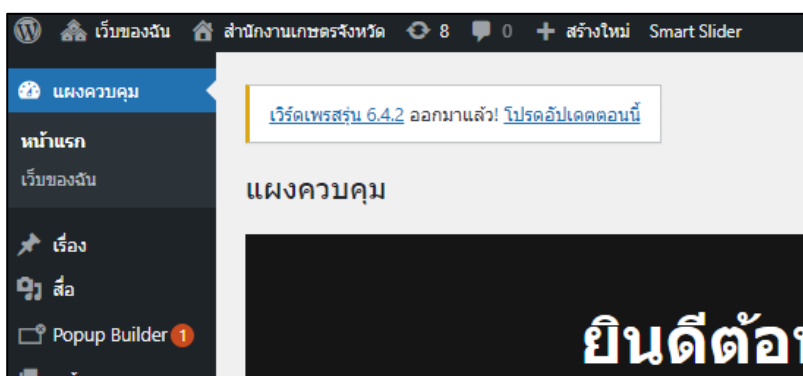 เว็บของฉัน สำนักงานเกษตรจังหวัด 8 0 สร้างใหม่ Smart Slider
แผงควบคุม
หน้าแรก
เว็บของฉัน
เรื่อง
สื่อ
Popup Builder 1
เวิร์ดเพรสรุ่น 6.4.2 ออกมาแล้ว! โปรดอัปเดตตอนนี้
แผงควบคุม
ยินดีต้อ